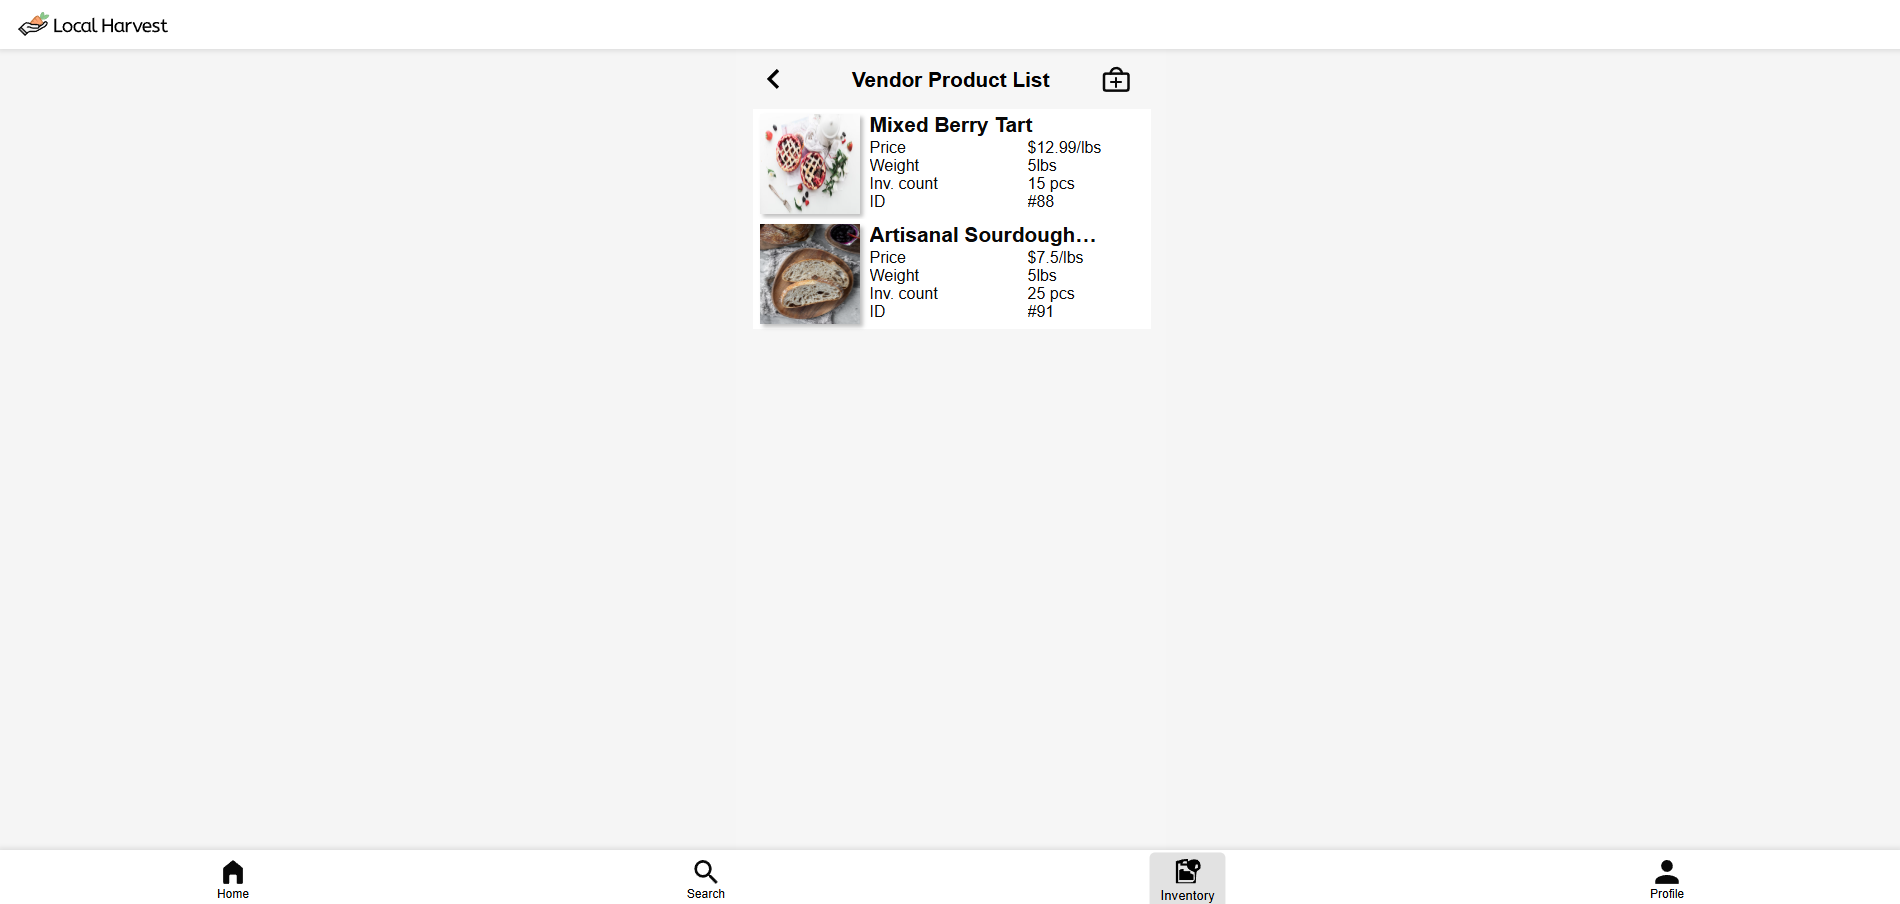 Local Harvest
Vendor Product List
Mixed Berry Tart
Price $12.99/lbs
Weight 5lbs
Inv. count 15 pcs
ID #88
Artisanal Sourdough...
Price $7.5/lbs
Weight 5lbs
Inv. count 25 pcs
ID #91
Home Search Inventory Profile